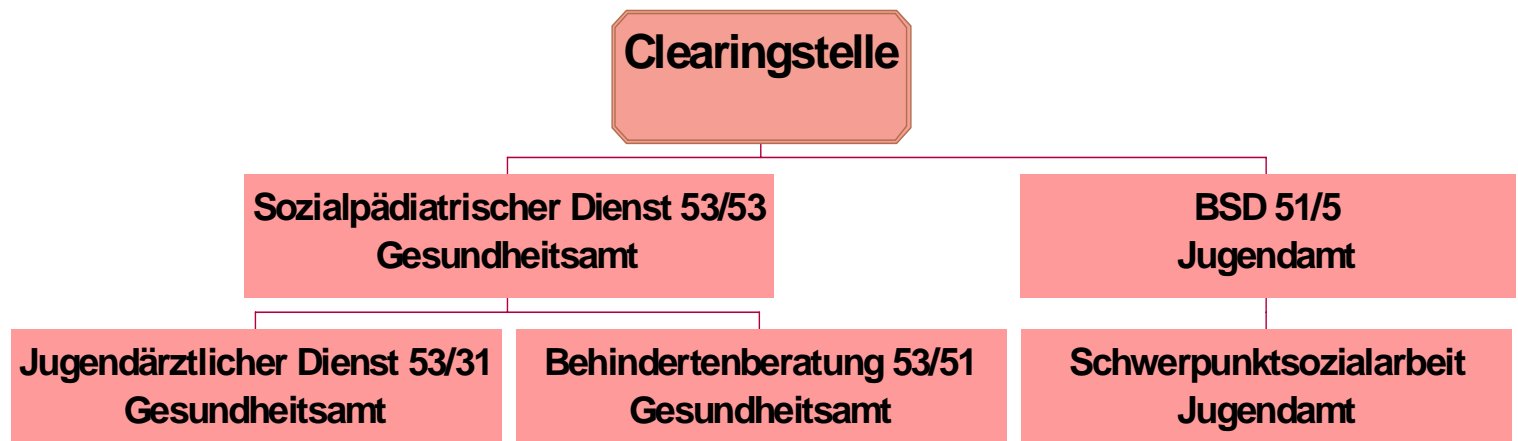 Clearingstelle
Sozialpädiatrischer Dienst 53/53
Gesundheitsamt
BSD 51/5
Jugendamt
Jugendärztlicher Dienst 53/31
Gesundheitsamt
Behindertenberatung 53/51
Gesundheitsamt
Schwerpunktsozialarbeit
Jugendamt